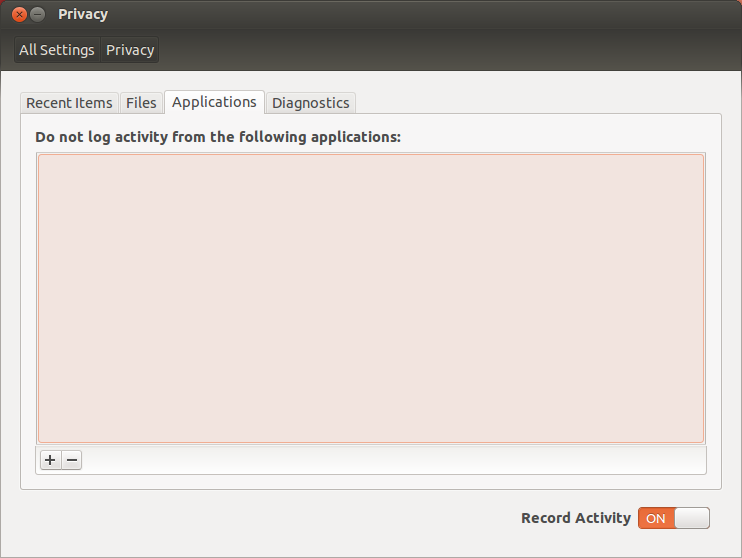 Privacy
All Settings Privacy
Recent Items Files Applications Diagnostics
Do not log activity from the following applications:
Record Activity ON